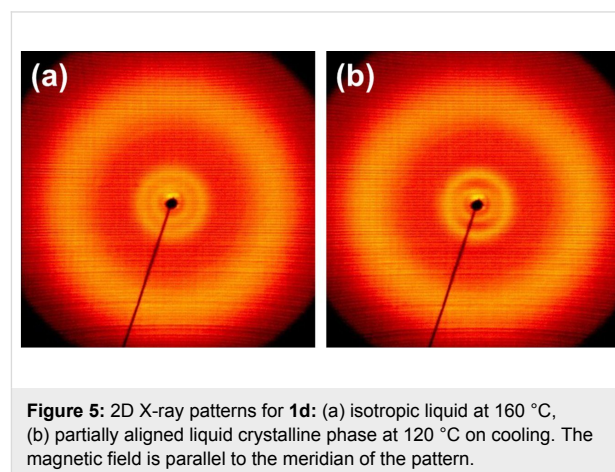 (a)
(b)
Figure 5: 2D X-ray patterns for 1d: (a) isotropic liquid at 160 °C,
(b) partially aligned liquid crystalline phase at 120 °C on cooling. The
magnetic field is parallel to the meridian of the pattern.